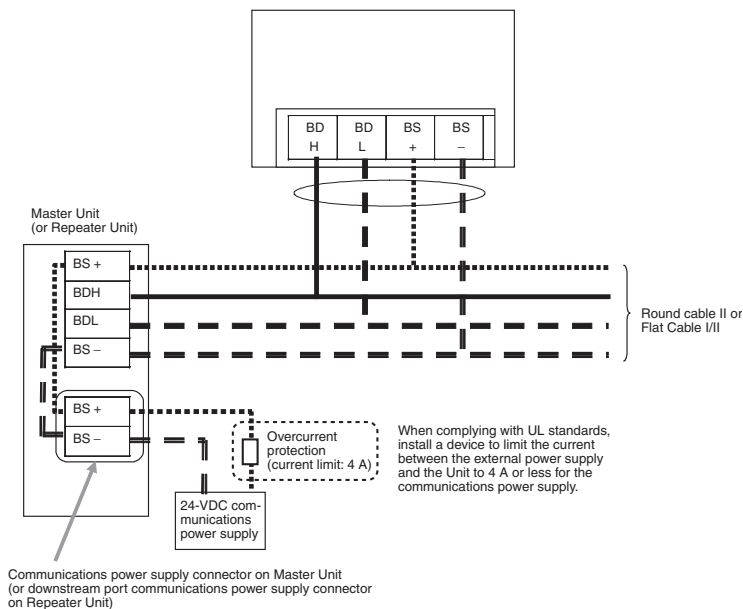 BD BD BS BS
H L + −
Master Unit
(or Repeater Unit)
BS +
BDH
BDL
BS −
Round cable II or
Flat Cable I/II
BS +
BS −
Overcurrent
protection
(current limit: 4 A)
When complying with UL standards,
install a device to limit the current
between the external power supply
and the Unit to 4 A or less for the
communications power supply.
24-VDC com-
munications
power supply
Communications power supply connector on Master Unit
(or downstream port communications power supply connector
on Repeater Unit)